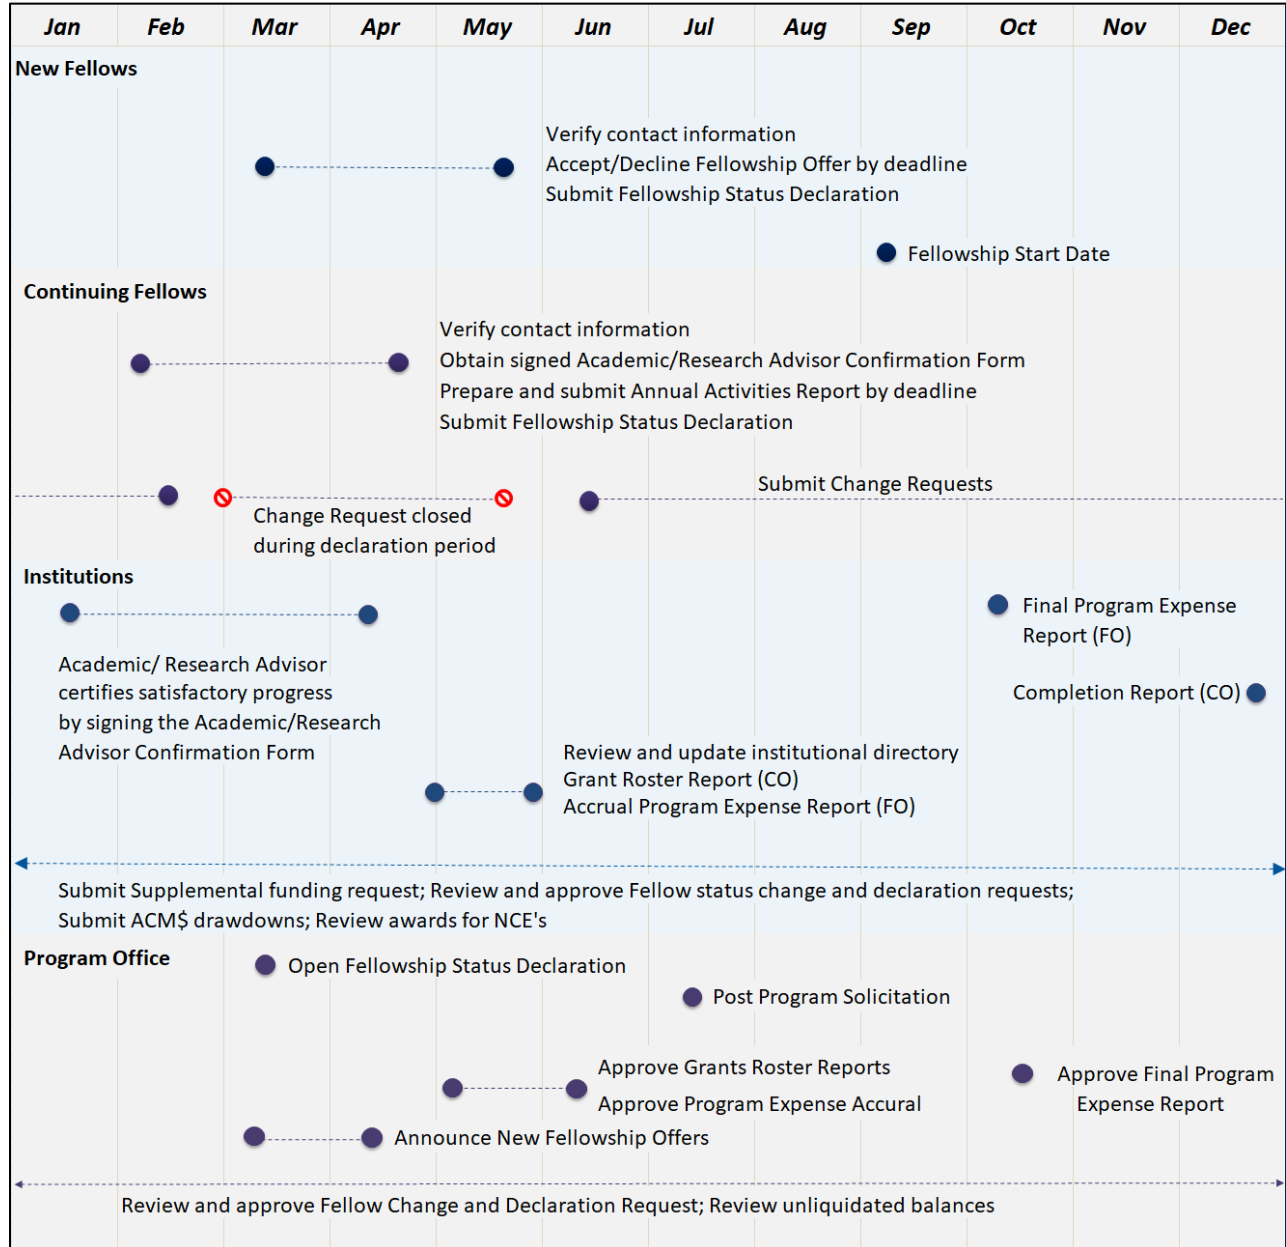 Jan Feb Mar Apr May Jun Jul Aug Sep Oct Nov Dec
New Fellows
Verify contact information
Accept/Decline Fellowship Offer by deadline
Submit Fellowship Status Declaration
Fellowship Start Date
Continuing Fellows
Verify contact information
Obtain signed Academic/Research Advisor Confirmation Form
Prepare and submit Annual Activities Report by deadline
Submit Fellowship Status Declaration
Submit Change Requests
Change Request closed
during declaration period
Institutions
Final Program Expense
Report (FO)
Academic/ Research Advisor
certifies satisfactory progress
by signing the Academic/Research
Advisor Confirmation Form
Completion Report (CO)
Review and update institutional directory
Grant Roster Report (CO)
Accrual Program Expense Report (FO)
Submit Supplemental funding request; Review and approve Fellow status change and declaration requests;
Submit ACM$ drawdowns; Review awards for NCE's
Program Office
Open Fellowship Status Declaration
Post Program Solicitation
Approve Grants Roster Reports
Approve Program Expense Accural
Approve Final Program
Expense Report
Announce New Fellowship Offers
Review and approve Fellow Change and Declaration Request; Review unliquidated balances